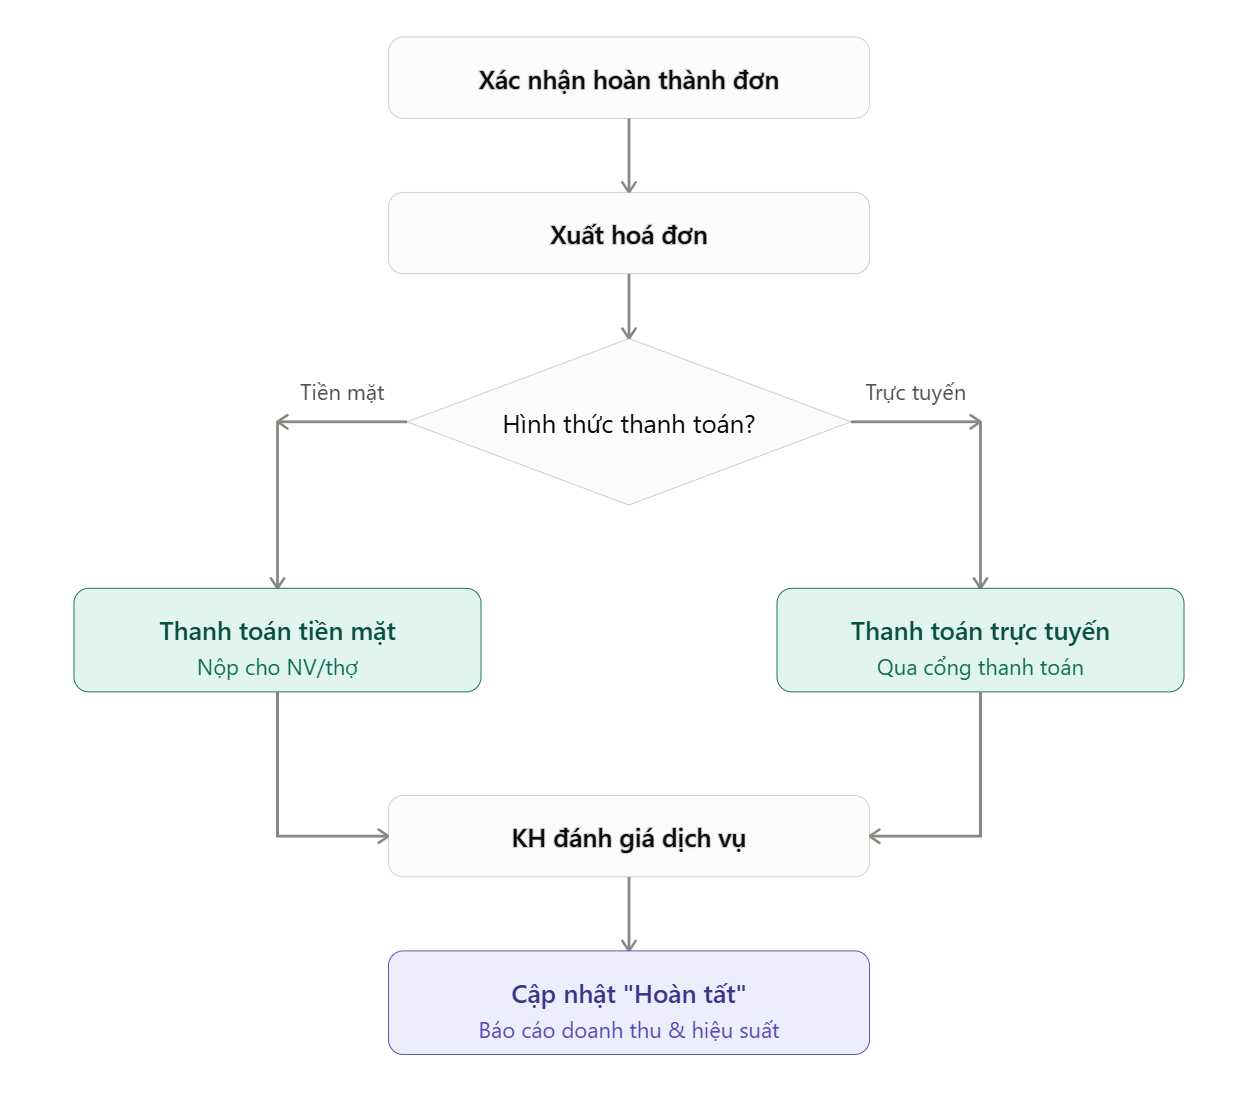 Xác nhận hoàn thành đơn
Xuất hoá đơn
Tiền mặt
Trực tuyến
Hình thức thanh toán?
Thanh toán tiền mặt
Nộp cho NV/thợ
Thanh toán trực tuyến
Qua cổng thanh toán
KH đánh giá dịch vụ
Cập nhật "Hoàn tất"
Báo cáo doanh thu & hiệu suất